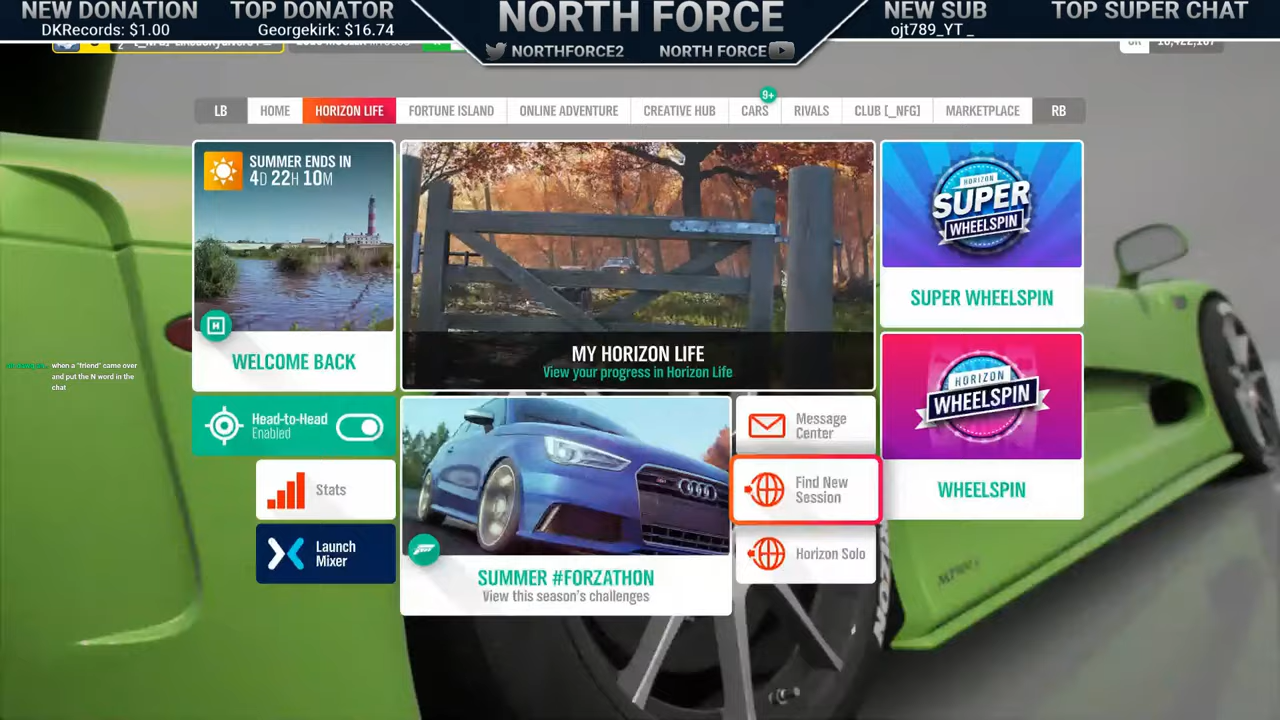 NEW DONATION
DKRecords: $1.00
TOP DONATOR
Georgekirk: $16.74
NORTH FORCE
NORTHFORCE2
NORTH FORCE
NEW SUB
ojt789_YT _
TOP SUPER CHAT
LB
HOME
HORIZON LIFE
FORTUNE ISLAND
ONLINE ADVENTURE
CREATIVE HUB
CARS
9+
RIVALS
CLUB [_NFG]
MARKETPLACE
RB
SUMMER ENDS IN
4D 22H 10M
WELCOME BACK
MY HORIZON LIFE
View your progress in Horizon Life
HORIZON
SUPER
WHEELSPIN
SUPER WHEELSPIN
HORIZON
WHEELSPIN
WHEELSPIN
when a "friend" came over
and put the N word in the
chat
Head-to-Head
Enabled
Stats
Launch
Mixer
SUMMER #FORZATHON
View this season's challenges
Message
Center
Find New
Session
Horizon Solo